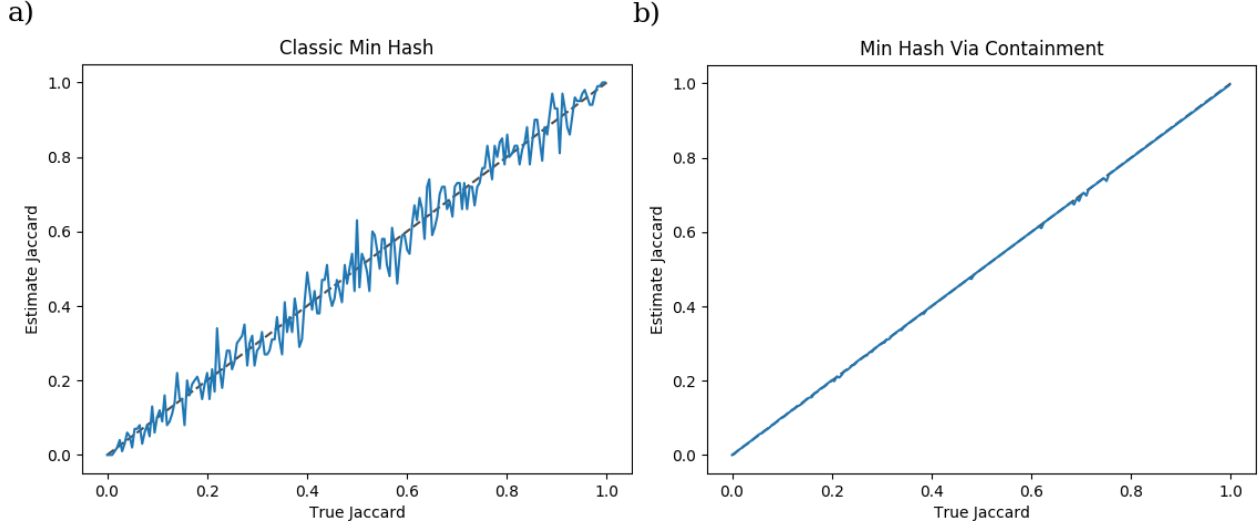 a)
Classic Min Hash
Estimate Jaccard
1.0
0.8
0.6
0.4
0.2
0.0
0.0 0.2 0.4 0.6 0.8 1.0
True Jaccard
b)
Min Hash Via Containment
Estimate Jaccard
1.0
0.8
0.6
0.4
0.2
0.0
0.0 0.2 0.4 0.6 0.8 1.0
True Jaccard